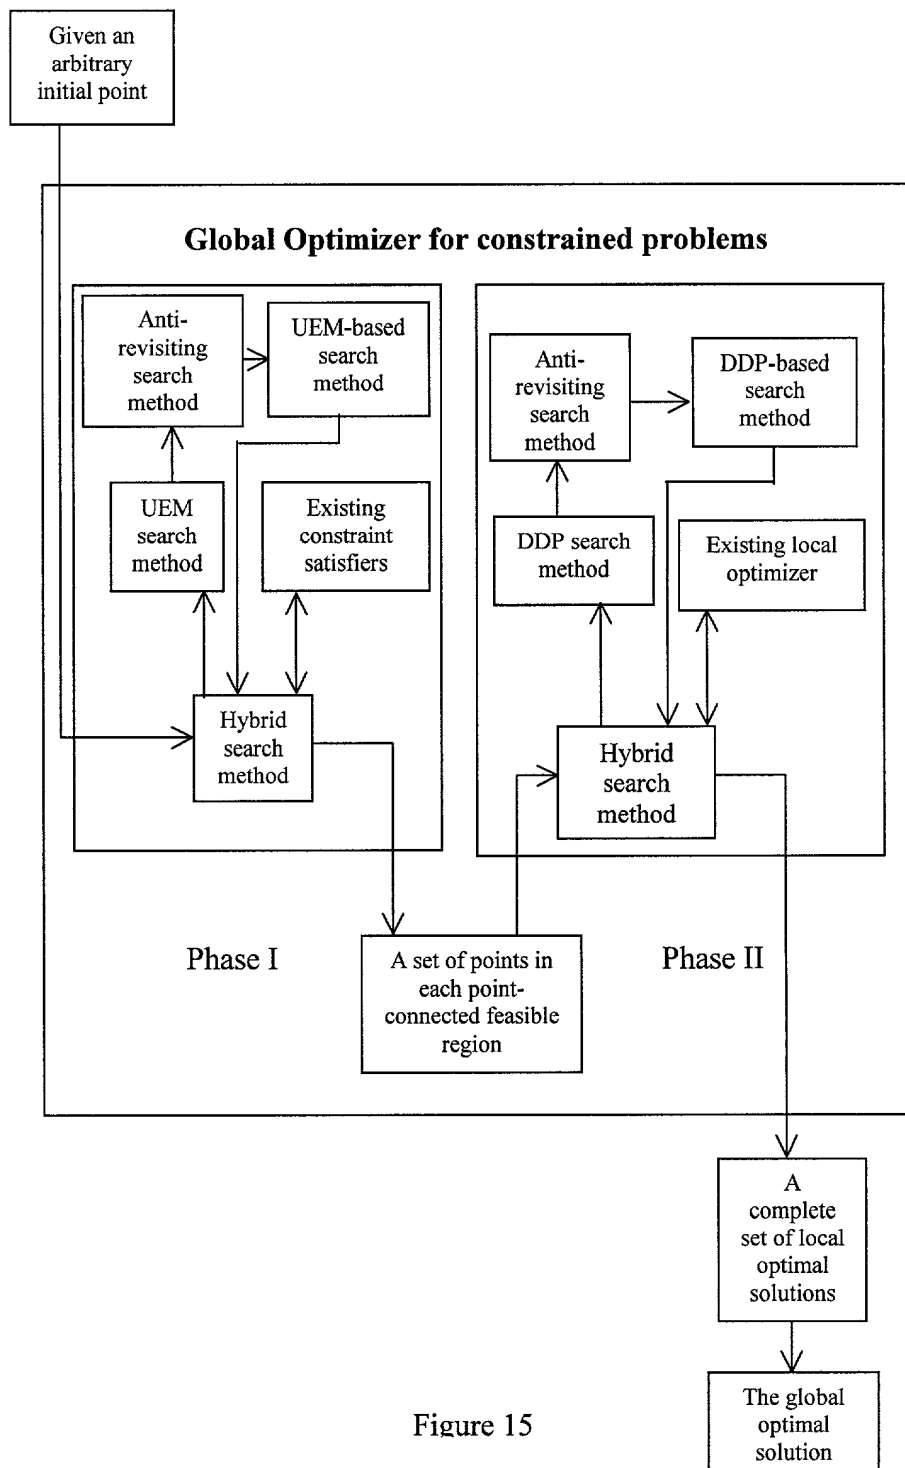 Given an
arbitrary
initial point
Global Optimizer for constrained problems
Anti-
revisiting
search
method
UEM-based
search
method
UEM
search
method
Existing
constraint
satisfiers
Hybrid
search
method
Anti-
revisiting
search
method
DDP-based
search
method
DDP search
method
Existing local
optimizer
Hybrid
search
method
Phase I
A set of points in
each point-
connected feasible
region
Phase II
A
complete
set of local
optimal
solutions
The global
optimal
solution
Figure 15